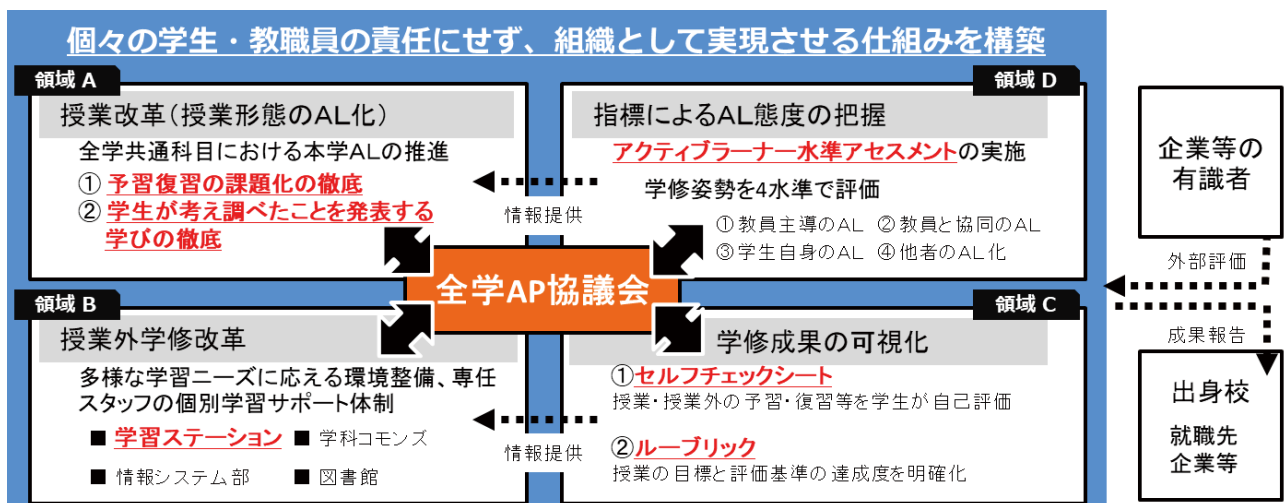 個々の学生・教職員の責任にせず、組織として実現させる仕組みを構築
領域 A
授業改革(授業形態のAL化)
全学共通科目における本学ALの推進
① 予習復習の課題化の徹底
② 学生が考え調べたことを発表する
学びの徹底
領域 D
指標によるAL態度の把握
アクティブラーナー水準アセスメントの実施
学修姿勢を4水準で評価
①教員主導のAL ②教員と協同のAL
③学生自身のAL ④他者のAL化
情報提供
全学AP協議会
領域 B
授業外学修改革
多様な学習ニーズに応える環境整備、専任
スタッフの個別学習サポート体制
■ 学習ステーション ■ 学科コモンズ
■ 情報システム部 ■ 図書館
領域 C
学修成果の可視化
①セルフチェックシート
授業・授業外の予習・復習等を学生が自己評価
②ルーブリック
授業の目標と評価基準の達成度を明確化
情報提供
企業等の
有識者
外部評価
成果報告
出身校
就職先
企業等